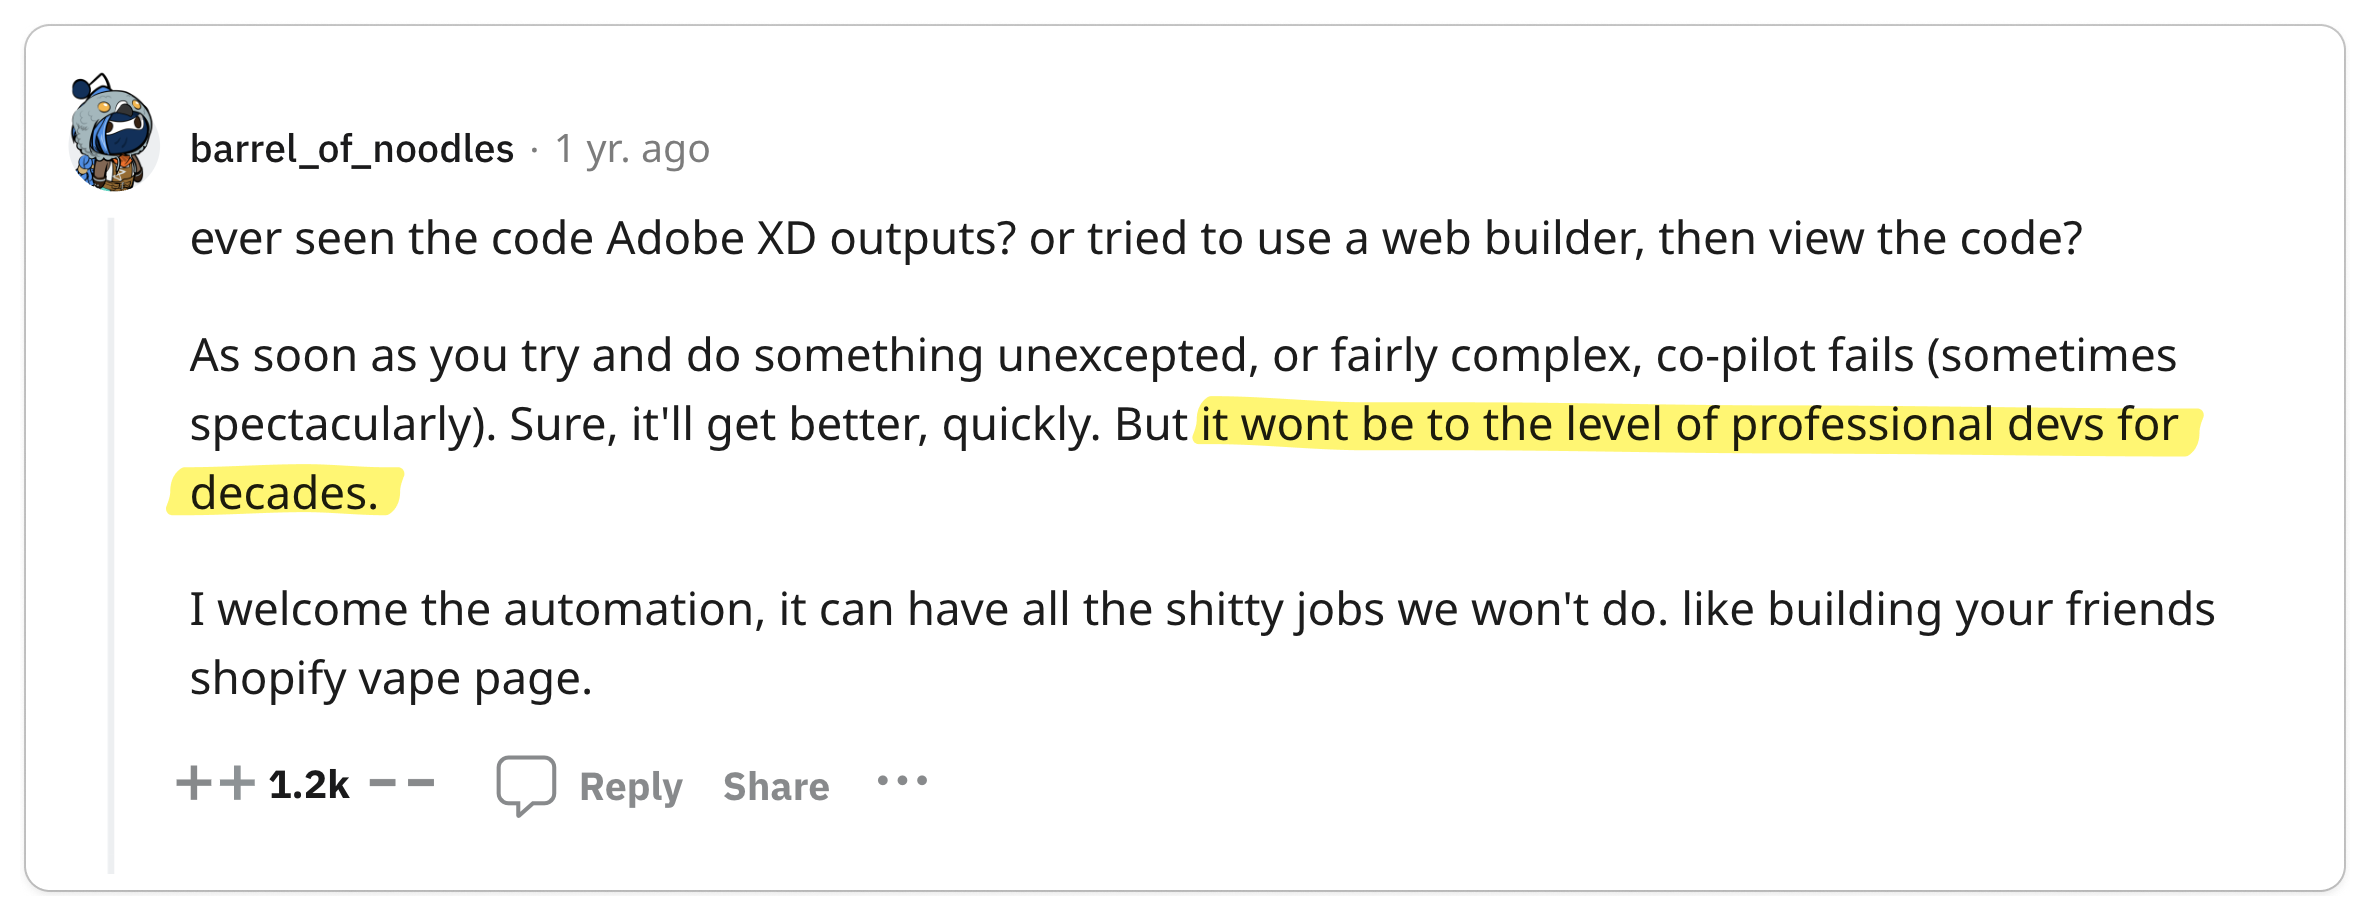 barrel_of_noodles · 1 yr. ago
ever seen the code Adobe XD outputs? or tried to use a web builder, then view the code?
As soon as you try and do something unexcepted, or fairly complex, co-pilot fails (sometimes
spectacularly). Sure, it'll get better, quickly. But it wont be to the level of professional devs for
decades.
I welcome the automation, it can have all the shitty jobs we won't do. like building your friends
shopify vape page.
++ 1.2k -- Reply Share ...